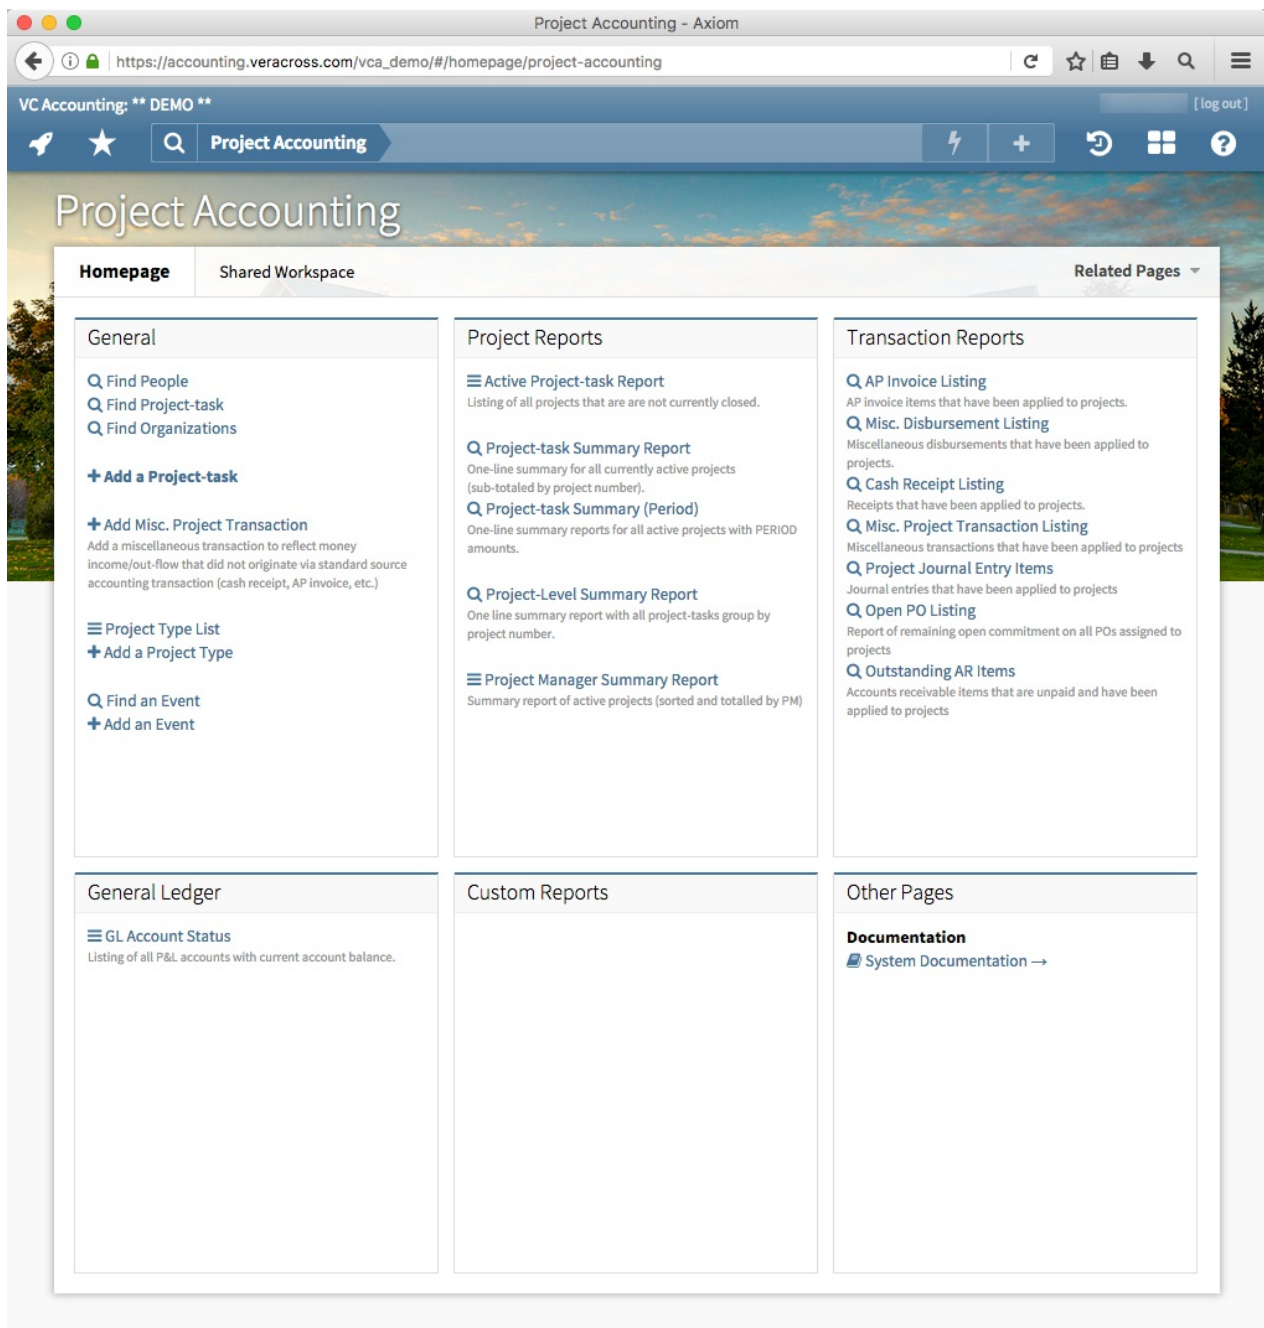 Project Accounting - Axiom
https://accounting.veracross.com/vca_demo/#/homepage/project-accounting
VC Accounting: ** DEMO **
[ log out ]
Project Accounting
Project Accounting
Homepage
Shared Workspace
Related Pages
General
Find People
Find Project-task
Find Organizations
Add a Project-task
Add Misc. Project Transaction
Add a miscellaneous transaction to reflect money
income/out-flow that did not originate via standard source
accounting transaction (cash receipt, AP invoice, etc.)
Project Type List
Add a Project Type
Find an Event
Add an Event
Project Reports
Active Project-task Report
Listing of all projects that are are not currently closed.
Project-task Summary Report
One-line summary for all currently active projects
(sub-totaled by project number).
Project-task Summary (Period)
One-line summary reports for all active projects with PERIOD
amounts.
Project-Level Summary Report
One line summary report with all project-tasks group by
project number.
Project Manager Summary Report
Summary report of active projects (sorted and totalled by PM)
Transaction Reports
AP Invoice Listing
AP invoice items that have been applied to projects.
Misc. Disbursement Listing
Miscellaneous disbursements that have been applied to
projects.
Cash Receipt Listing
Receipts that have been applied to projects.
Misc. Project Transaction Listing
Miscellaneous transactions that have been applied to projects
Project Journal Entry Items
Journal entries that have been applied to projects
Open PO Listing
Report of remaining open commitment on all POs assigned to
projects
Outstanding AR Items
Accounts receivable items that are unpaid and have been
applied to projects
General Ledger
GL Account Status
Listing of all P&L accounts with current account balance.
Custom Reports
Other Pages
Documentation
System Documentation →